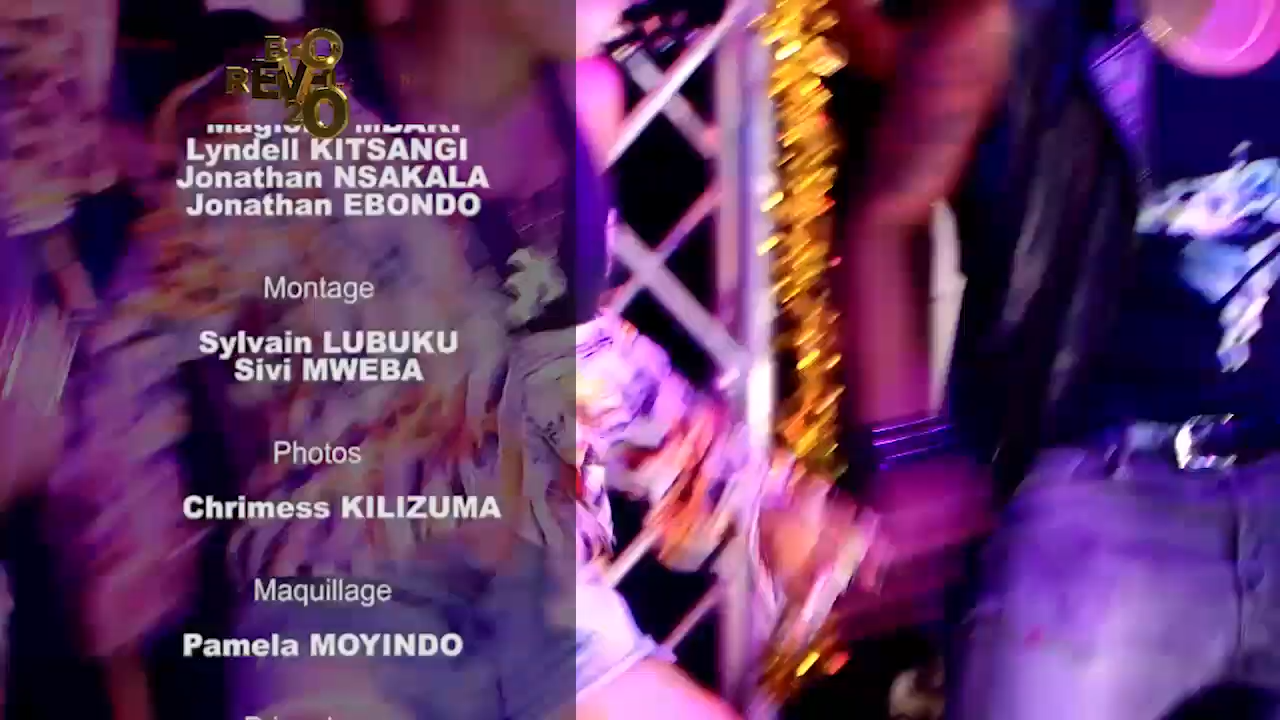 Lyndell KITSANGI
Jonathan NSAKALA
Jonathan EBONDO
Montage
Sylvain LUBUKU
Sivi MWEBA
Photos
Chrimess KILIZUMA
Maquillage
Pamela MOYINDO